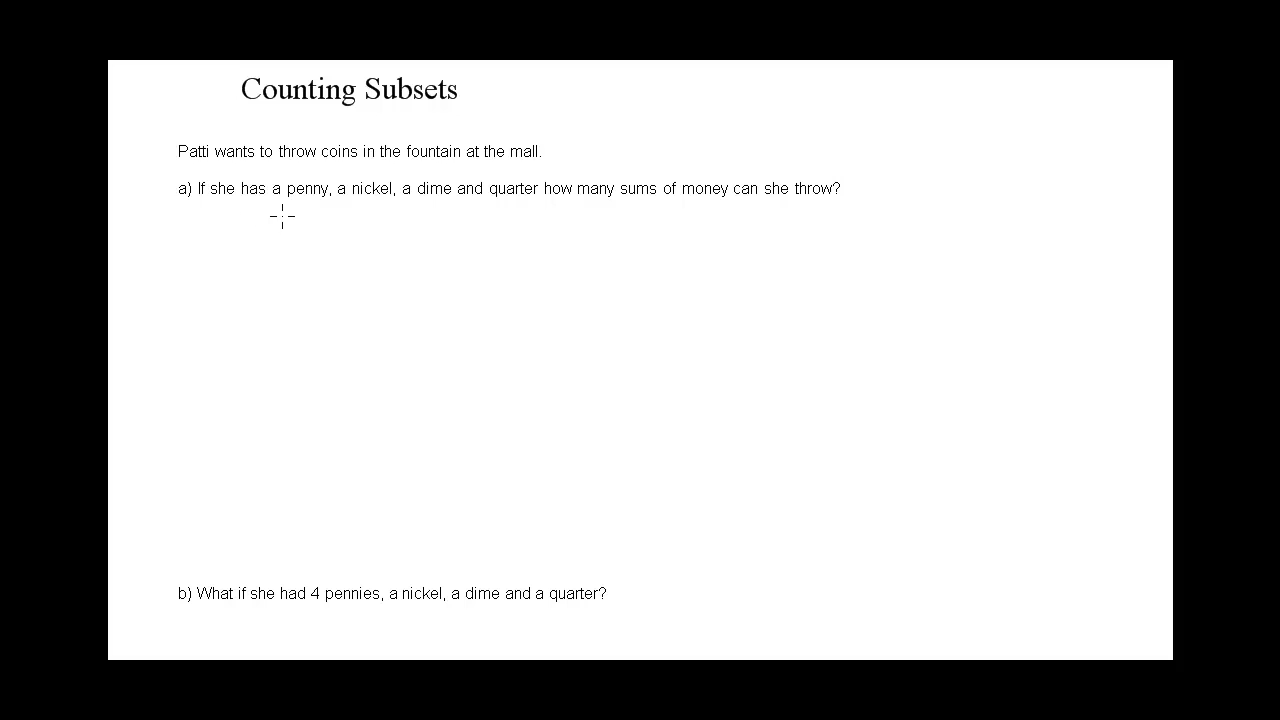 Counting Subsets
Patti wants to throw coins in the fountain at the mall.
a) If she has a penny, a nickel, a dime and quarter how many sums of money can she throw?
b) What if she had 4 pennies, a nickel, a dime and a quarter?